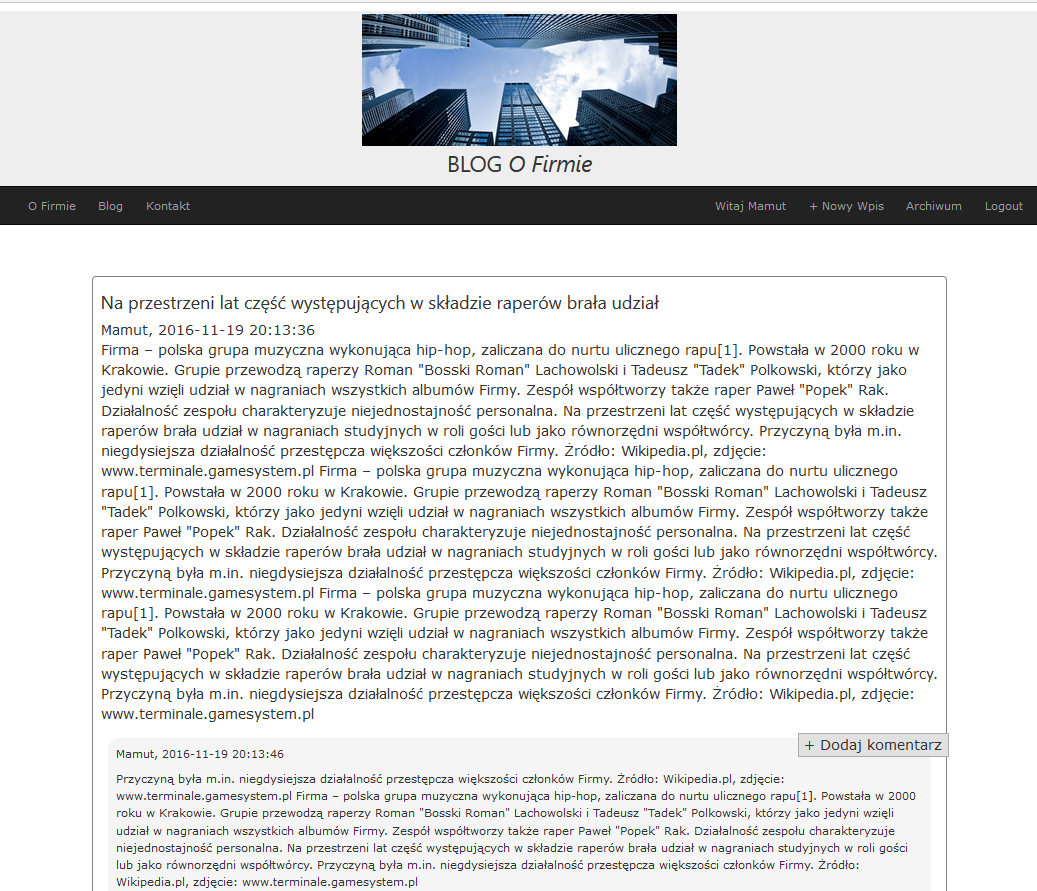 BLOG O Firmie
O Firmie Blog Kontakt Witaj Mamut + Nowy Wpis Archiwum Logout
Na przestrzeni lat część występujących w składzie raperów brała udział
Mamut, 2016-11-19 20:13:36
Firma – polska grupa muzyczna wykonująca hip-hop, zaliczana do nurtu ulicznego rapu[1]. Powstała w 2000 roku w
Krakowie. Grupie przewodzą raperzy Roman "Bosski Roman" Lachowolski i Tadeusz "Tadek" Polkowski, którzy jako
jedyni wzięli udział w nagraniach wszystkich albumów Firmy. Zespół współtworzy także raper Paweł "Popek" Rak.
Działalność zespołu charakteryzuje niejednostajność personalna. Na przestrzeni lat część występujących w składzie
raperów brała udział w nagraniach studyjnych w roli gości lub jako równorzędni współtwórcy. Przyczyną była m.in.
niegdysiejsza działalność przestępcza większości członków Firmy. Źródło: Wikipedia.pl, zdjęcie:
www.terminale.gamesystem.pl Firma – polska grupa muzyczna wykonująca hip-hop, zaliczana do nurtu ulicznego
rapu[1]. Powstała w 2000 roku w Krakowie. Grupie przewodzą raperzy Roman "Bosski Roman" Lachowolski i Tadeusz
"Tadek" Polkowski, którzy jako jedyni wzięli udział w nagraniach wszystkich albumów Firmy. Zespół współtworzy także
raper Paweł "Popek" Rak. Działalność zespołu charakteryzuje niejednostajność personalna. Na przestrzeni lat część
występujących w składzie raperów brała udział w nagraniach studyjnych w roli gości lub jako równorzędni współtwórcy.
Przyczyną była m.in. niegdysiejsza działalność przestępcza większości członków Firmy. Źródło: Wikipedia.pl, zdjęcie:
www.terminale.gamesystem.pl Firma – polska grupa muzyczna wykonująca hip-hop, zaliczana do nurtu ulicznego
rapu[1]. Powstała w 2000 roku w Krakowie. Grupie przewodzą raperzy Roman "Bosski Roman" Lachowolski i Tadeusz
"Tadek" Polkowski, którzy jako jedyni wzięli udział w nagraniach wszystkich albumów Firmy. Zespół współtworzy także
raper Paweł "Popek" Rak. Działalność zespołu charakteryzuje niejednostajność personalna. Na przestrzeni lat część
występujących w składzie raperów brała udział w nagraniach studyjnych w roli gości lub jako równorzędni współtwórcy.
Przyczyną była m.in. niegdysiejsza działalność przestępcza większości członków Firmy. Źródło: Wikipedia.pl, zdjęcie:
www.terminale.gamesystem.pl
+ Dodaj komentarz
Mamut, 2016-11-19 20:13:46
Przyczyną była m.in. niegdysiejsza działalność przestępcza większości członków Firmy. Źródło: Wikipedia.pl, zdjęcie:
www.terminale.gamesystem.pl Firma – polska grupa muzyczna wykonująca hip-hop, zaliczana do nurtu ulicznego rapu[1]. Powstała w 2000
roku w Krakowie. Grupie przewodzą raperzy Roman "Bosski Roman" Lachowolski i Tadeusz "Tadek" Polkowski, którzy jako jedyni wzięli
udział w nagraniach wszystkich albumów Firmy. Zespół współtworzy także raper Paweł "Popek" Rak. Działalność zespołu charakteryzuje
niejednostajność personalna. Na przestrzeni lat część występujących w składzie raperów brała udział w nagraniach studyjnych w roli gości
lub jako równorzędni współtwórcy. Przyczyną była m.in. niegdysiejsza działalność przestępcza większości członków Firmy. Źródło:
Wikipedia.pl, zdjęcie: www.terminale.gamesystem.pl